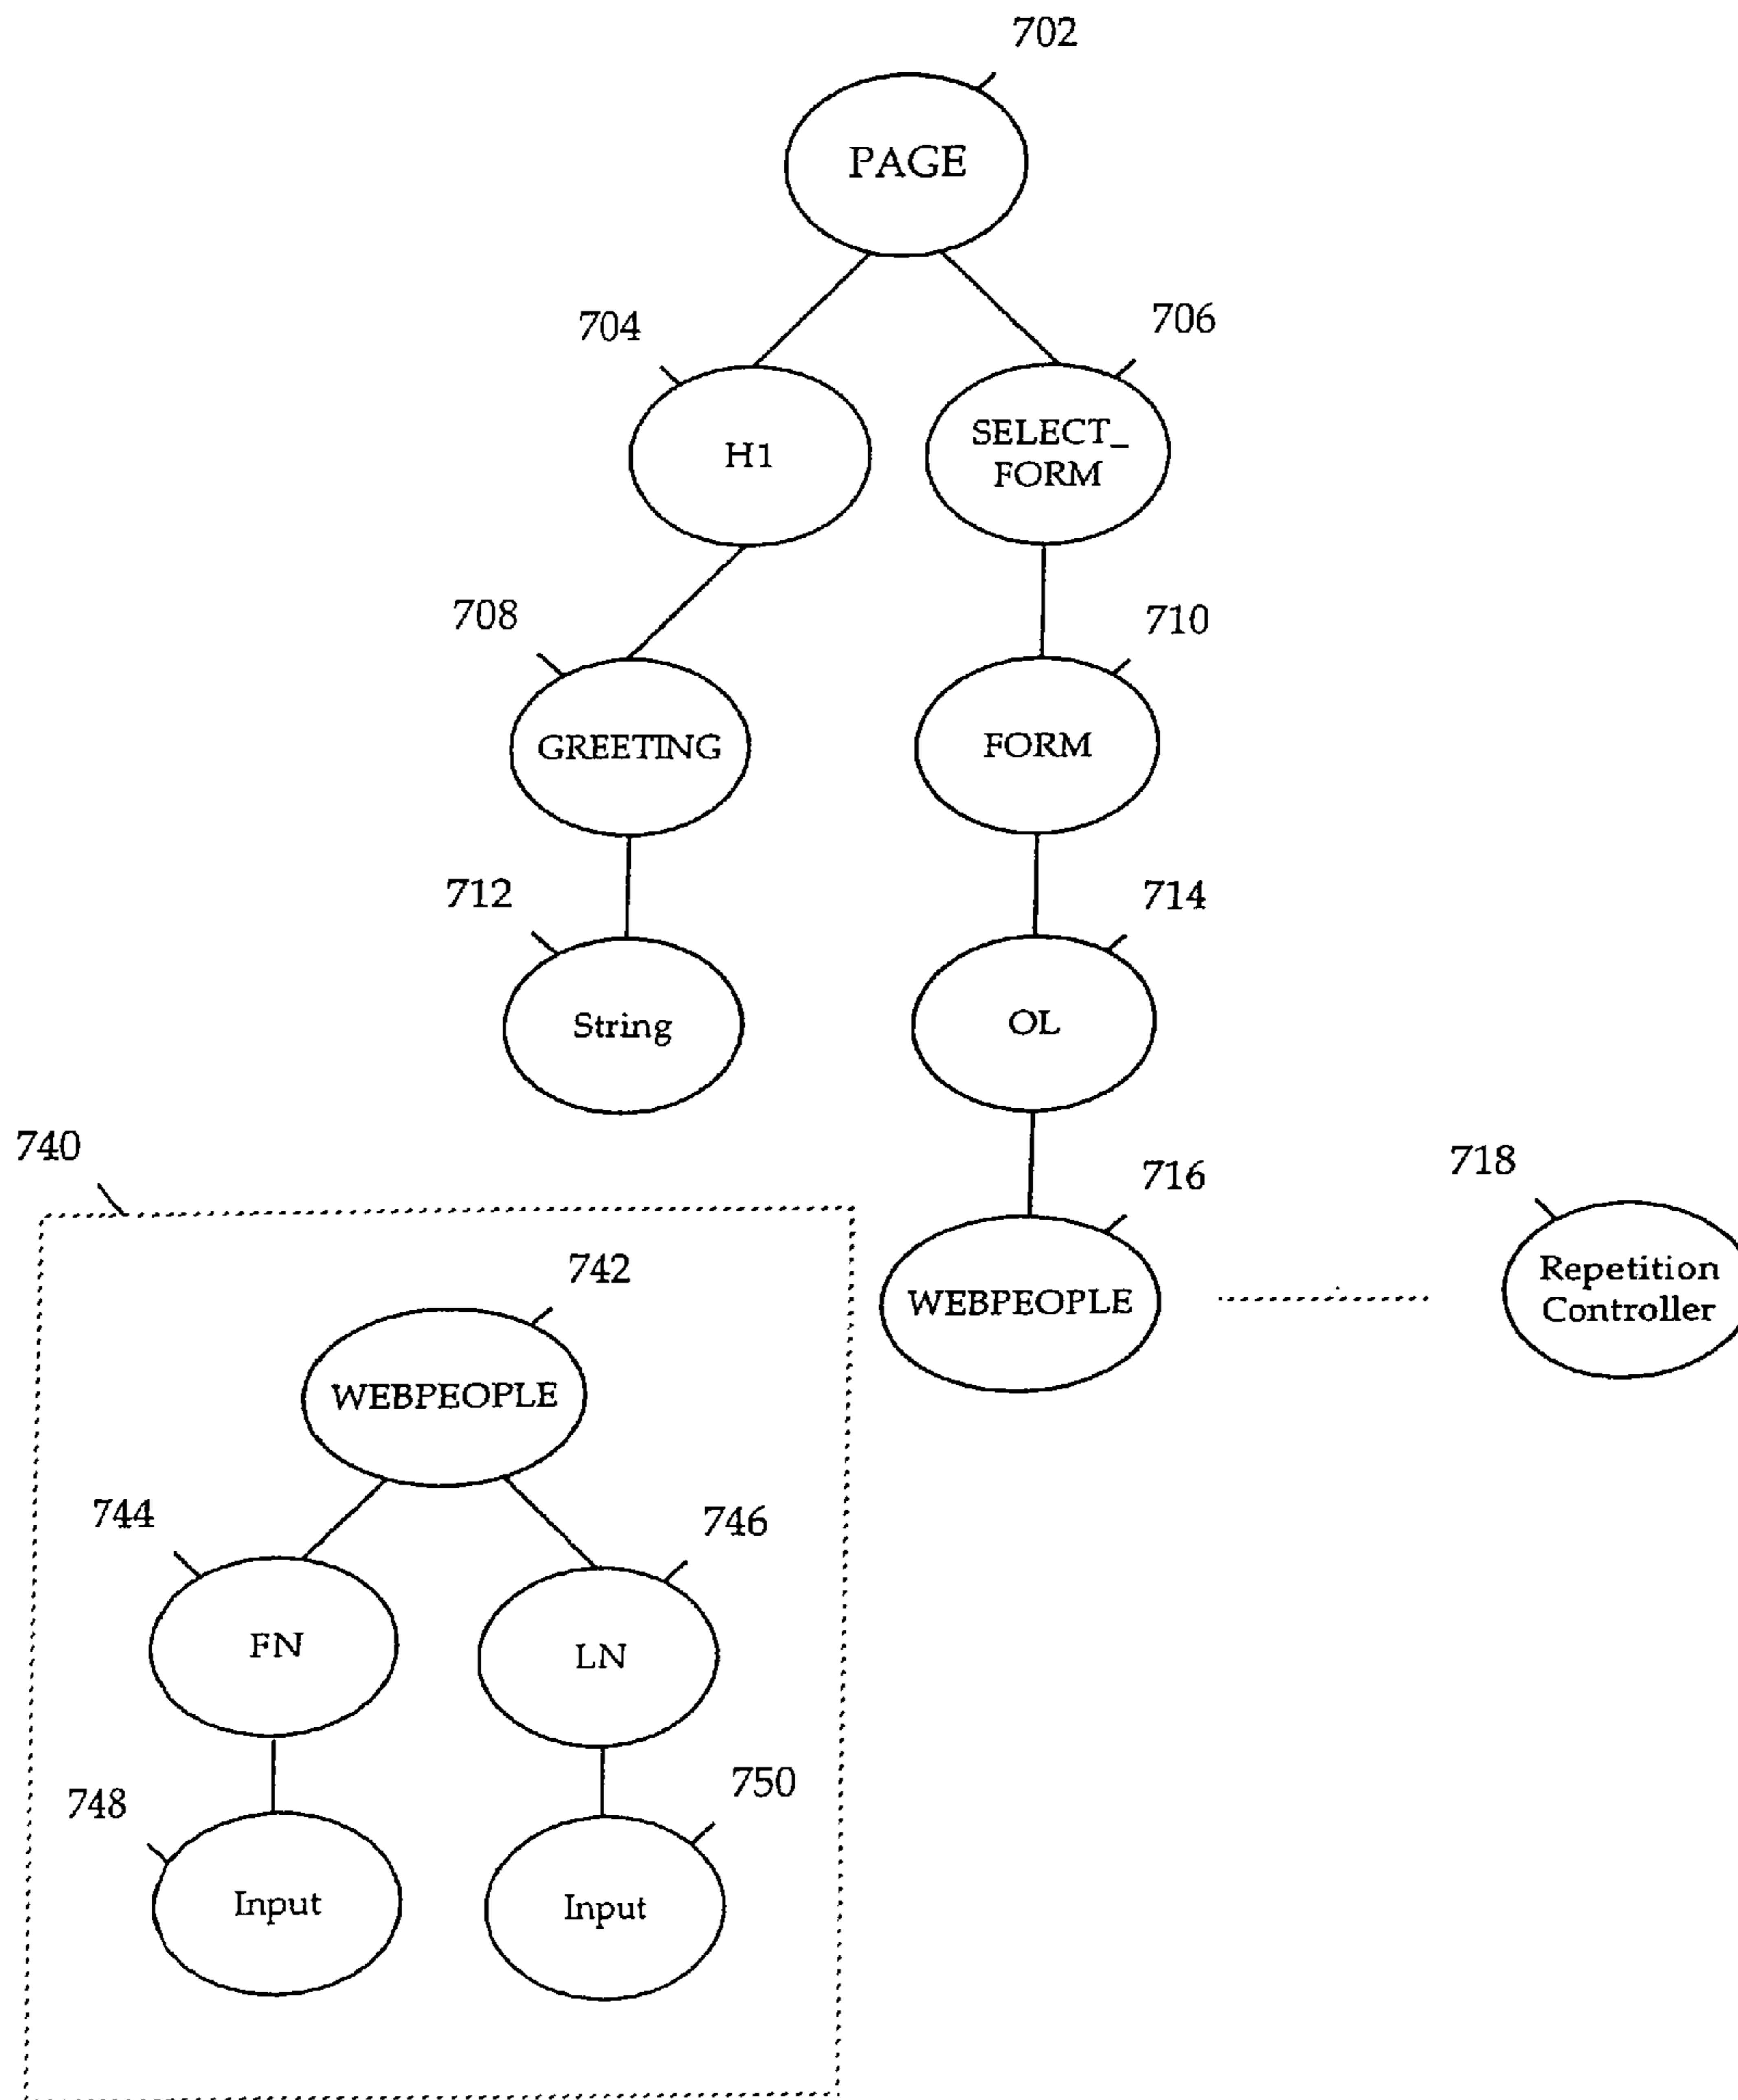 702
PAGE
704
706
H1
SELECT_
FORM
708
710
GREETING
FORM
712
714
String
OL
740
716
718
WEBPEOPLE
Repetition
Controller
742
WEBPEOPLE
744
746
FN
LN
748
750
Input
Input